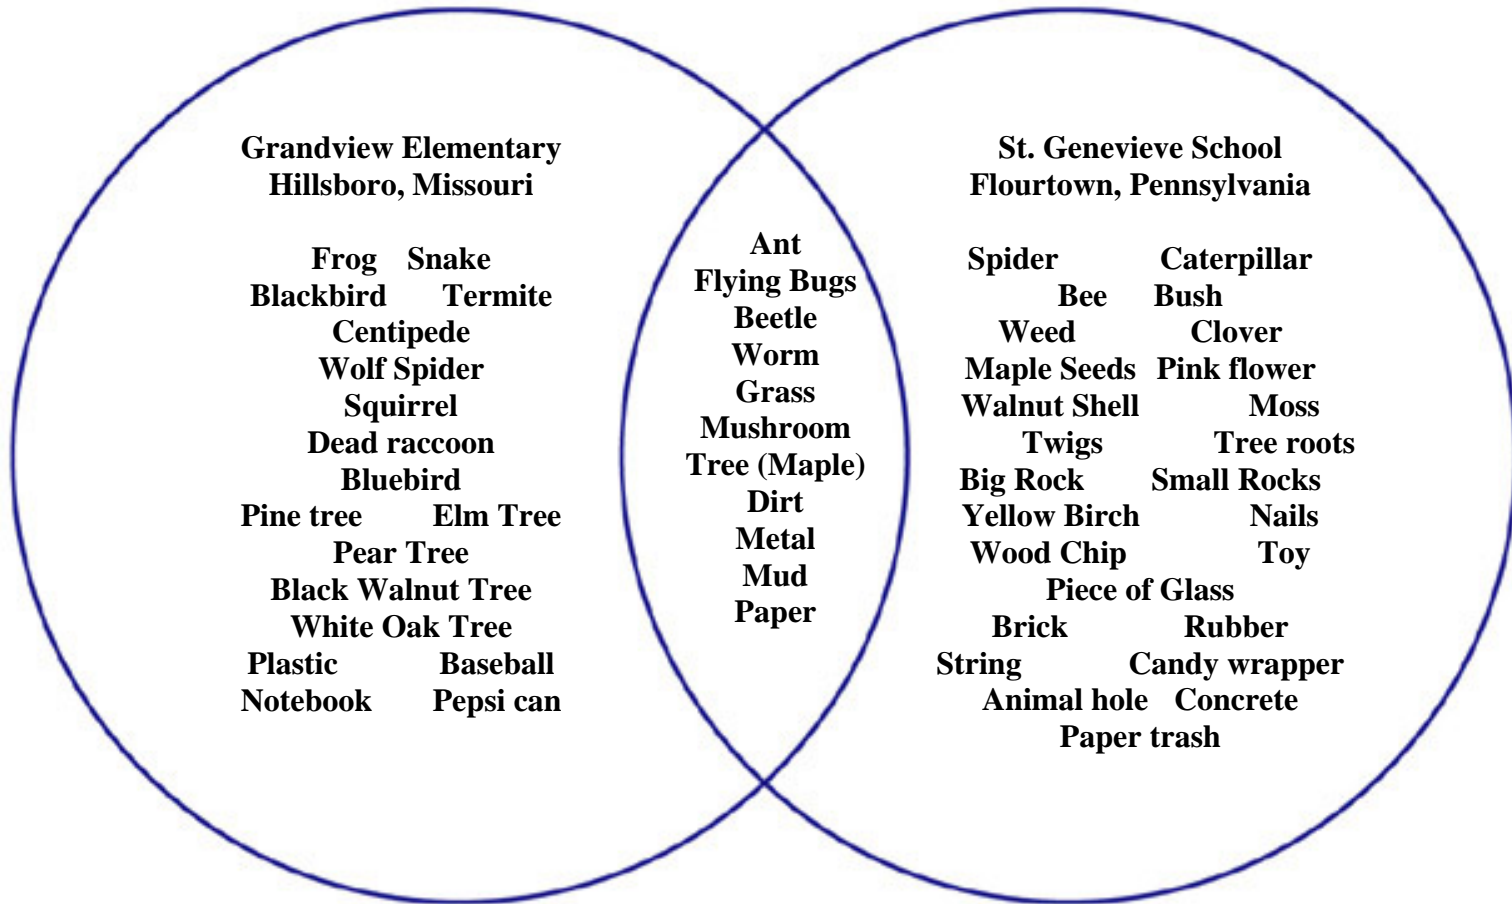 Grandview Elementary
Hillsboro, Missouri
Frog Snake
Blackbird Termite
Centipede
Wolf Spider
Squirrel
Dead raccoon
Bluebird
Pine tree Elm Tree
Pear Tree
Black Walnut Tree
White Oak Tree
Plastic Baseball
Notebook Pepsi can
Ant
Flying Bugs
Beetle
Worm
Grass
Mushroom
Tree (Maple)
Dirt
Metal
Mud
Paper
St. Genevieve School
Flourtown, Pennsylvania
Spider Caterpillar
Bee Bush
Weed Clover
Maple Seeds Pink flower
Walnut Shell Moss
Twigs Tree roots
Big Rock Small Rocks
Yellow Birch Nails
Wood Chip Toy
Piece of Glass
Brick Rubber
String Candy wrapper
Animal hole Concrete
Paper trash